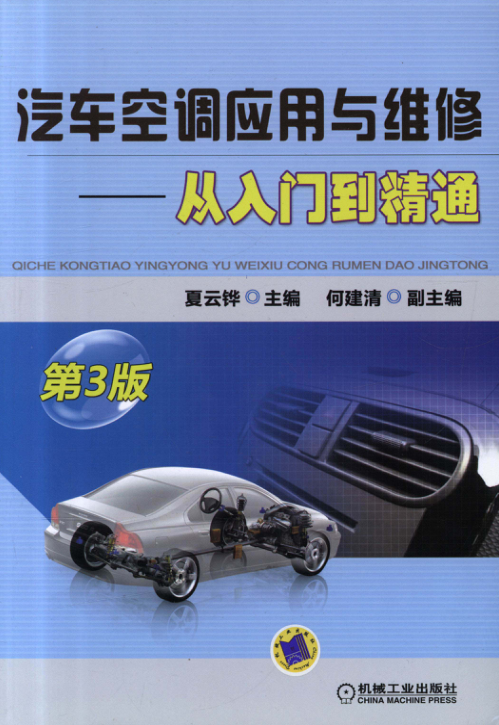 汽车空调应用与维修
——从入门到精通
QICHE KONGTIAO YINGYONG YU WEIXIU CONG RUMEN DAO JINGTONG
夏云铧◎主编 何建清◎副主编
第3版
机械工业出版社
CHINA MACHINE PRESS